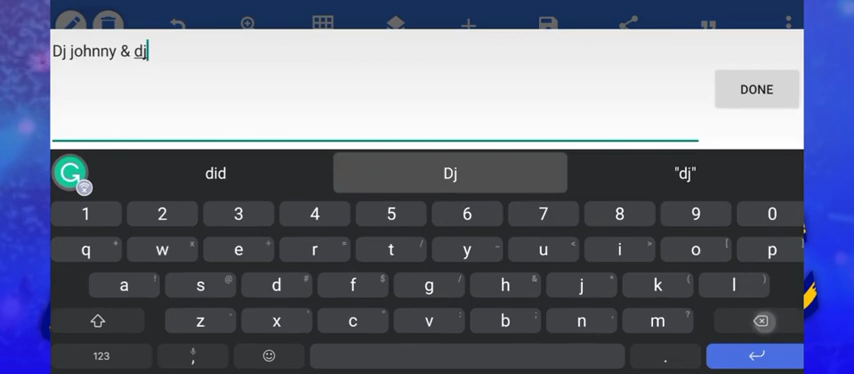 Dj johnny & dj
DONE
did Dj "dj"
1 2 3 4 5 6 7 8 9 0
q w e r t y u i o p
a s d f g h j k l
z x c v b n m
123 , .